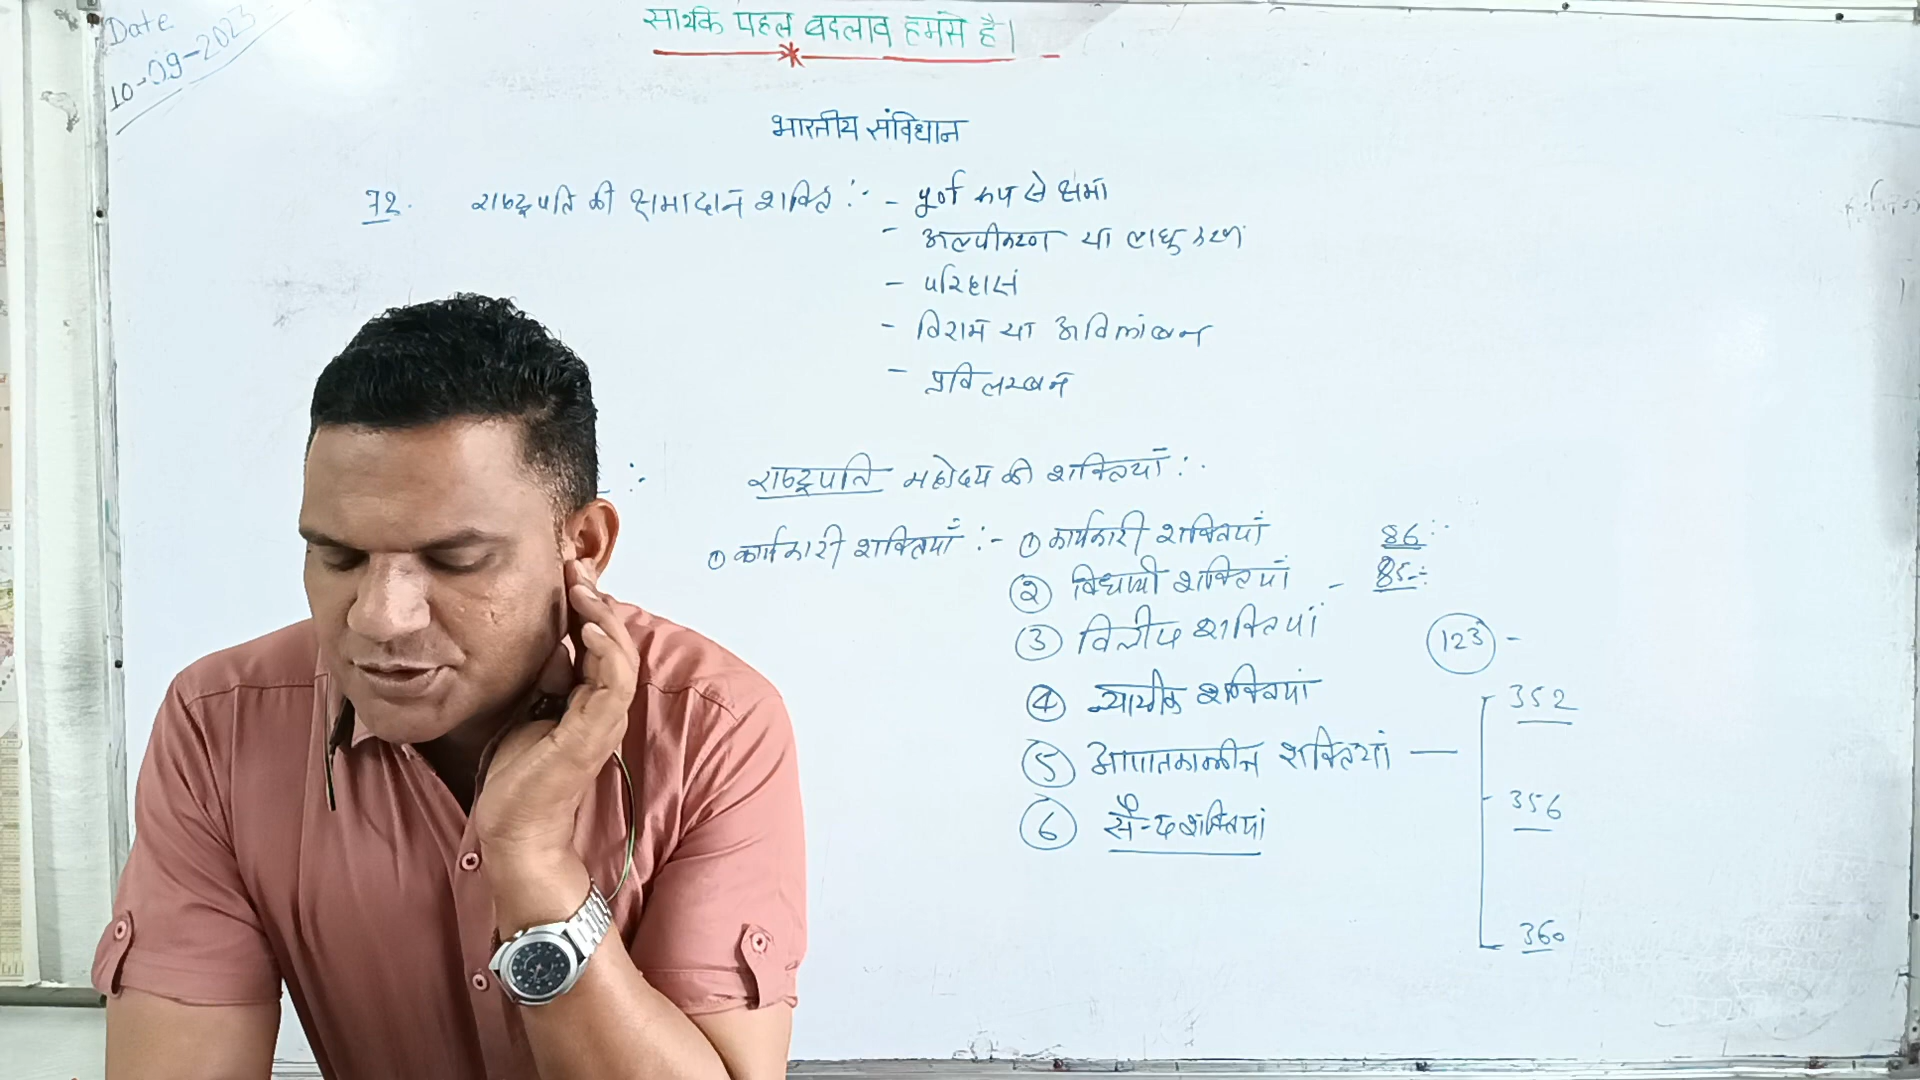 Date
10-09-2023
सार्थक पहल बदलाव हमसे है।
भारतीय संविधान
72. राष्ट्रपति की क्षमादान शक्ति :- - पूर्ण रूप से क्षमा
- अल्पीकरण या लघुकरण
- परिहास
- विराम या अविलंबन
- प्रविलम्बन
:- राष्ट्रपति महोदय की शक्तियाँ :-
① कार्यकारी शक्तियाँ :- ① कार्यकारी शक्तियाँ 86 :-
② विधायी शक्तियाँ - 85 :-
③ वित्तीय शक्तियां 123 -
④ न्यायीक शक्तियां 352
⑤ आपातकालीन शक्तियां — 356
⑥ सैन्य शक्तियां
360